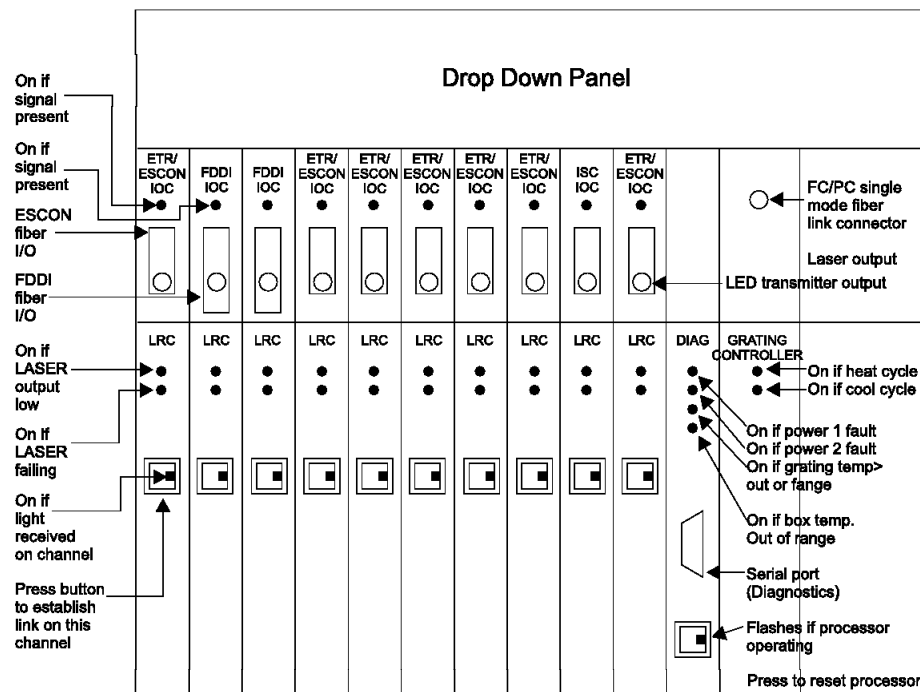 Drop Down Panel
On if
signal
present
On if
signal
present
ESCON
fiber
I/O
FDDI
fiber
I/O
On if
LASER
output
low
On if
LASER
failing
On if
light
received
on channel
Press button
to establish
link on this
channel
ETR/
ESCON
IOC
FDDI
IOC
FDDI
IOC
ETR/
ESCON
IOC
ETR/
ESCON
IOC
ETR/
ESCON
IOC
ETR/
ESCON
IOC
ETR/
ESCON
IOC
ISC
IOC
ETR/
ESCON
IOC
FC/PC single
mode fiber
link connector
Laser output
LED transmitter output
LRC LRC LRC LRC LRC LRC LRC LRC LRC LRC DIAG GRATING
CONTROLLER
On if heat cycle
On if cool cycle
On if power 1 fault
On if power 2 fault
On if grating temp>
out or fange
On if box temp.
Out of range
Serial port
(Diagnostics)
Flashes if processor
operating
Press to reset processor